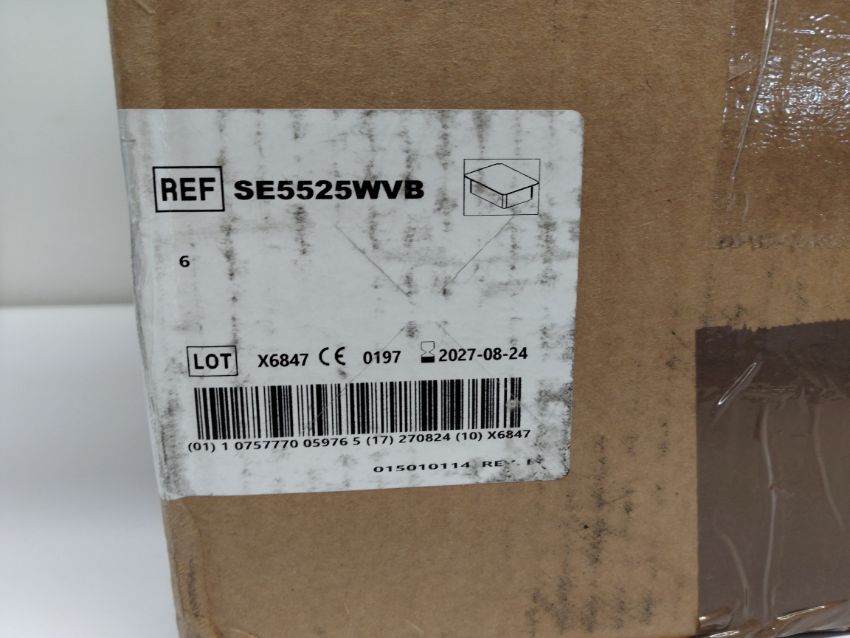 REF SE5525WVB
6
LOT X6847 CE 0197 2027-08-24
(01) 1 0757770 05976 5 (17) 270824 (10) X6847
015010114 REV.